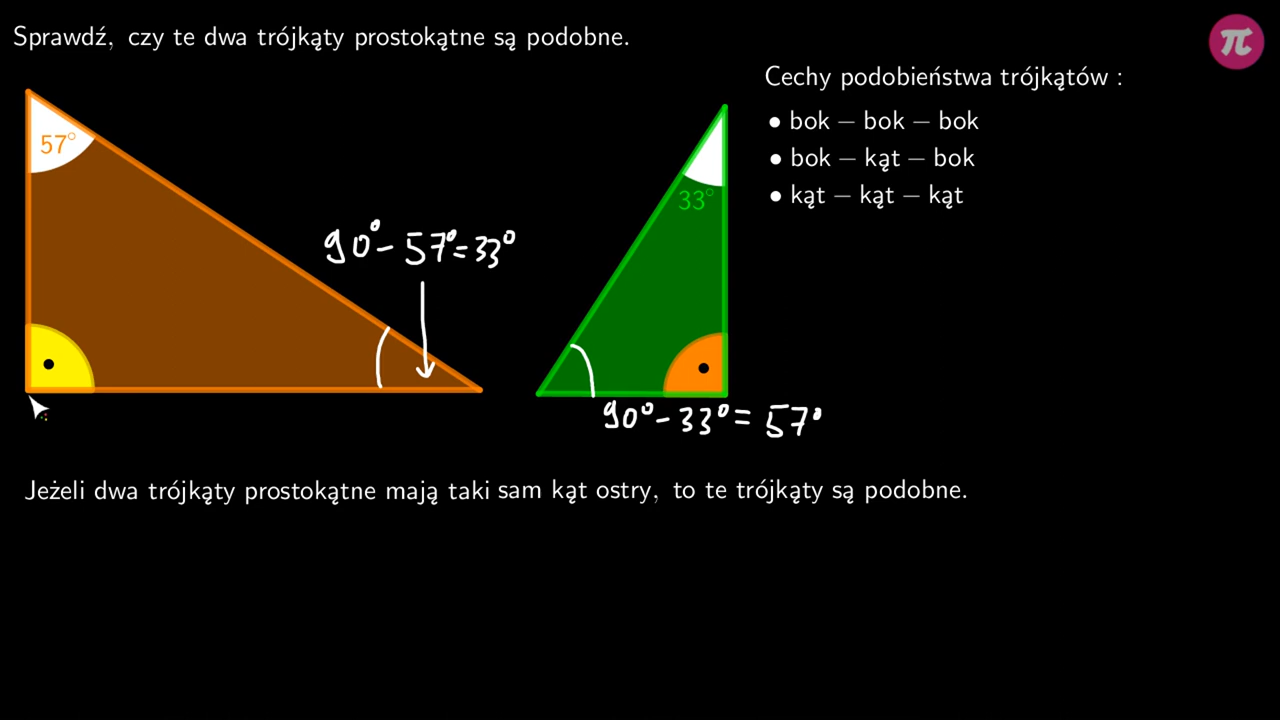 Sprawdź, czy te dwa trójkąty prostokątne są podobne.
π
Cechy podobieństwa trójkątów :
• bok – bok – bok
• bok – kąt – bok
• kąt – kąt – kąt
57°
90° - 57° = 33°
33°
90° - 33° = 57°
Jeżeli dwa trójkąty prostokątne mają taki sam kąt ostry, to te trójkąty są podobne.